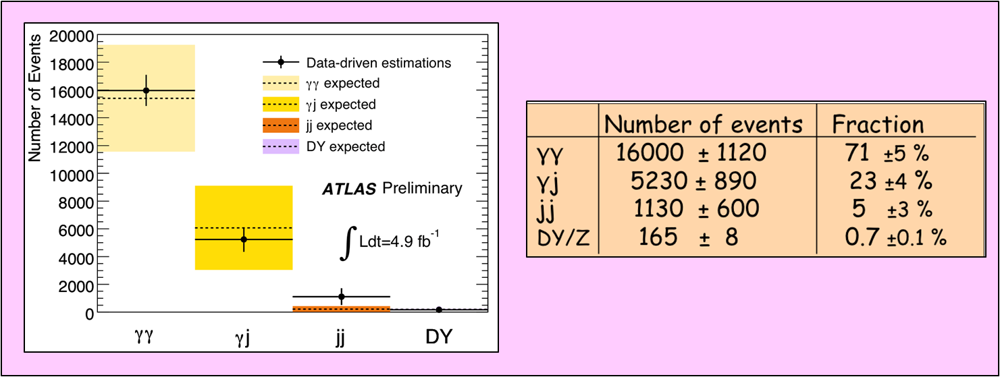 Number of Events
20000
18000
16000
14000
12000
10000
8000
6000
4000
2000
0
Data-driven estimations
γγ expected
γj expected
jj expected
DY expected
ATLAS Preliminary
∫ Ldt=4.9 fb⁻¹
γγ γj jj DY
Number of events Fraction
γγ 16000 ± 1120 71 ±5 %
γj 5230 ± 890 23 ±4 %
jj 1130 ± 600 5 ±3 %
DY/Z 165 ± 8 0.7 ±0.1 %